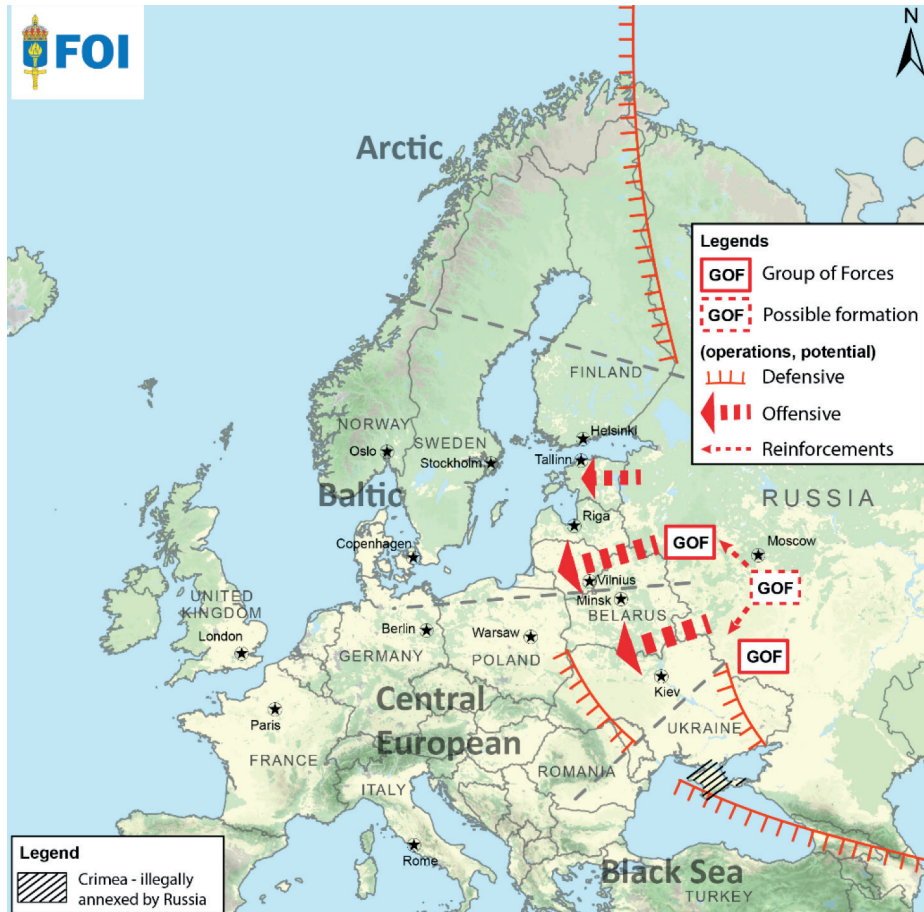 FOI
N
Arctic
Legends
GOF Group of Forces
GOF Possible formation
(operations, potential)
Defensive
Offensive
Reinforcements
FINLAND
NORWAY
SWEDEN
Helsinki
Oslo
Stockholm
Tallinn
RUSSIA
Baltic
Riga
Copenhagen
GOF
Moscow
Vilnius
GOF
Minsk
BELARUS
UNITED
KINGDOM
London
Berlin
Warsaw
GERMANY
POLAND
GOF
Kiev
Central
European
Paris
UKRAINE
FRANCE
ROMANIA
ITALY
Rome
Black Sea
TURKEY
Legend
Crimea - illegally
annexed by Russia